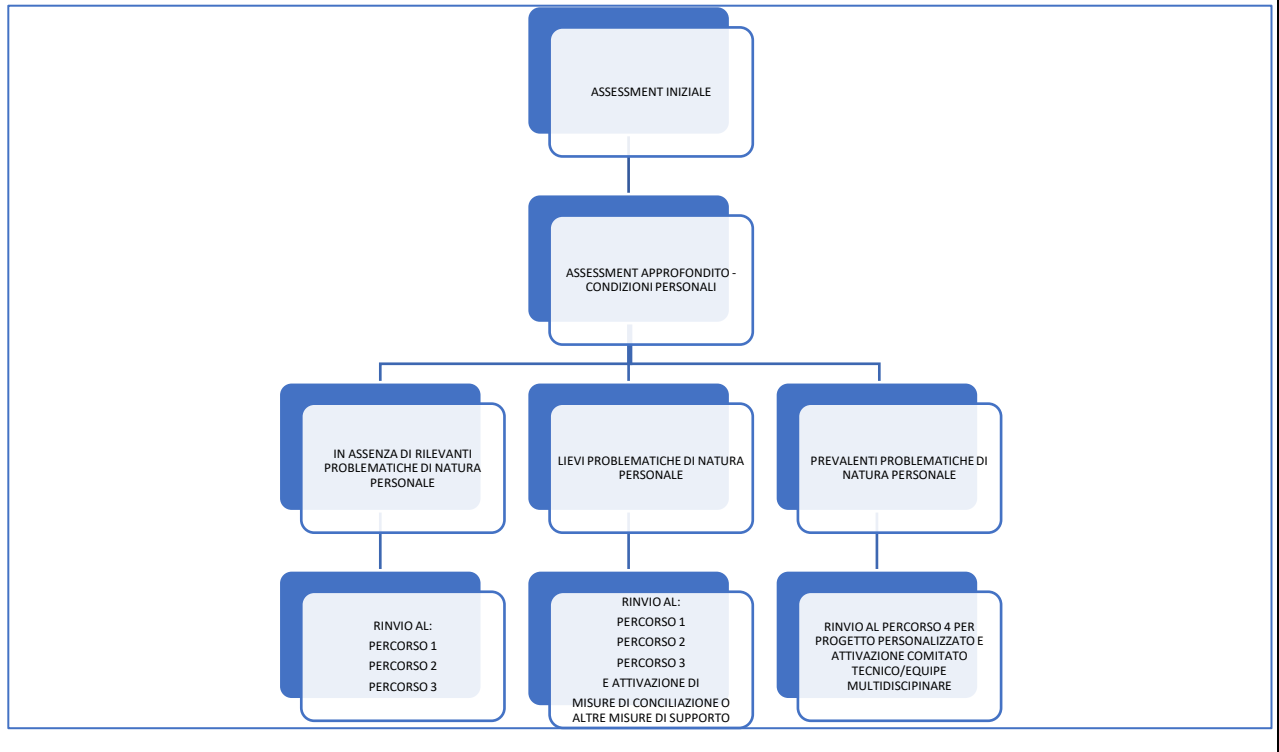 ASSESSMENT INIZIALE
ASSESSMENT APPROFONDITO -
CONDIZIONI PERSONALI
IN ASSENZA DI RILEVANTI
PROBLEMATICHE DI NATURA
PERSONALE
LIEVI PROBLEMATICHE DI NATURA
PERSONALE
PREVALENTI PROBLEMATICHE DI
NATURA PERSONALE
RINVIO AL:
PERCORSO 1
PERCORSO 2
PERCORSO 3
RINVIO AL:
PERCORSO 1
PERCORSO 2
PERCORSO 3
E ATTIVAZIONE DI
MISURE DI CONCILIAZIONE O
ALTRE MISURE DI SUPPORTO
RINVIO AL PERCORSO 4 PER
PROGETTO PERSONALIZZATO E
ATTIVAZIONE COMITATO
TECNICO/EQUIPE
MULTIDISCIPINARE